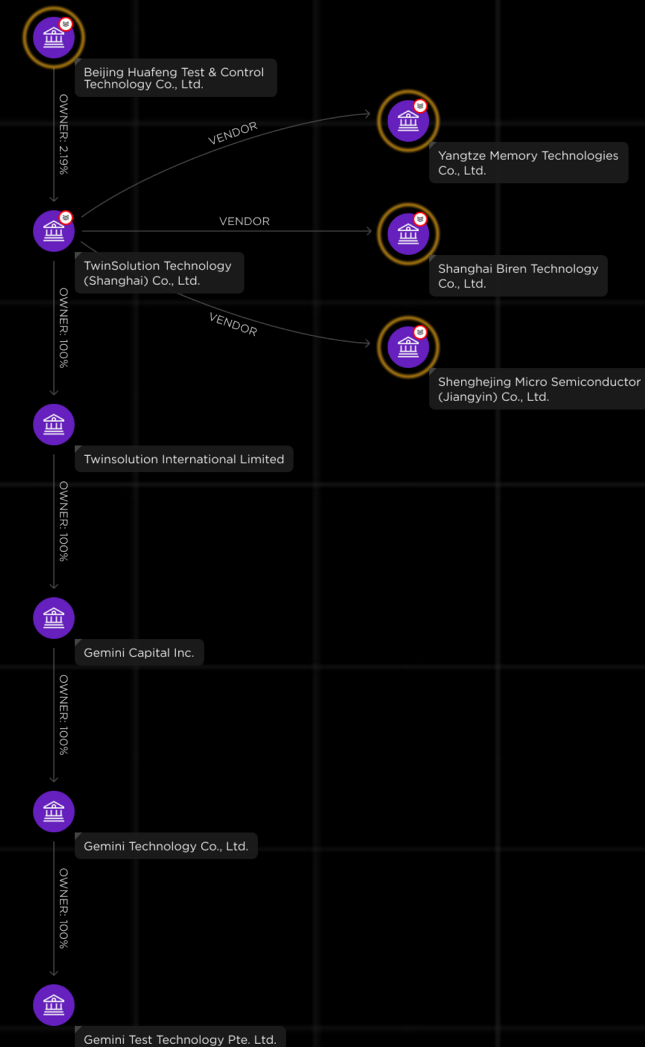 Beijing Huafeng Test & Control
Technology Co., Ltd.
OWNER: 2.19%
VENDOR
Yangtze Memory Technologies
Co., Ltd.
VENDOR
TwinSolution Technology
(Shanghai) Co., Ltd.
Shanghai Biren Technology
Co., Ltd.
VENDOR
OWNER: 100%
Shenghejing Micro Semiconductor
(Jiangyin) Co., Ltd.
Twinsolution International Limited
OWNER: 100%
Gemini Capital Inc.
OWNER: 100%
Gemini Technology Co., Ltd.
OWNER: 100%
Gemini Test Technology Pte. Ltd.